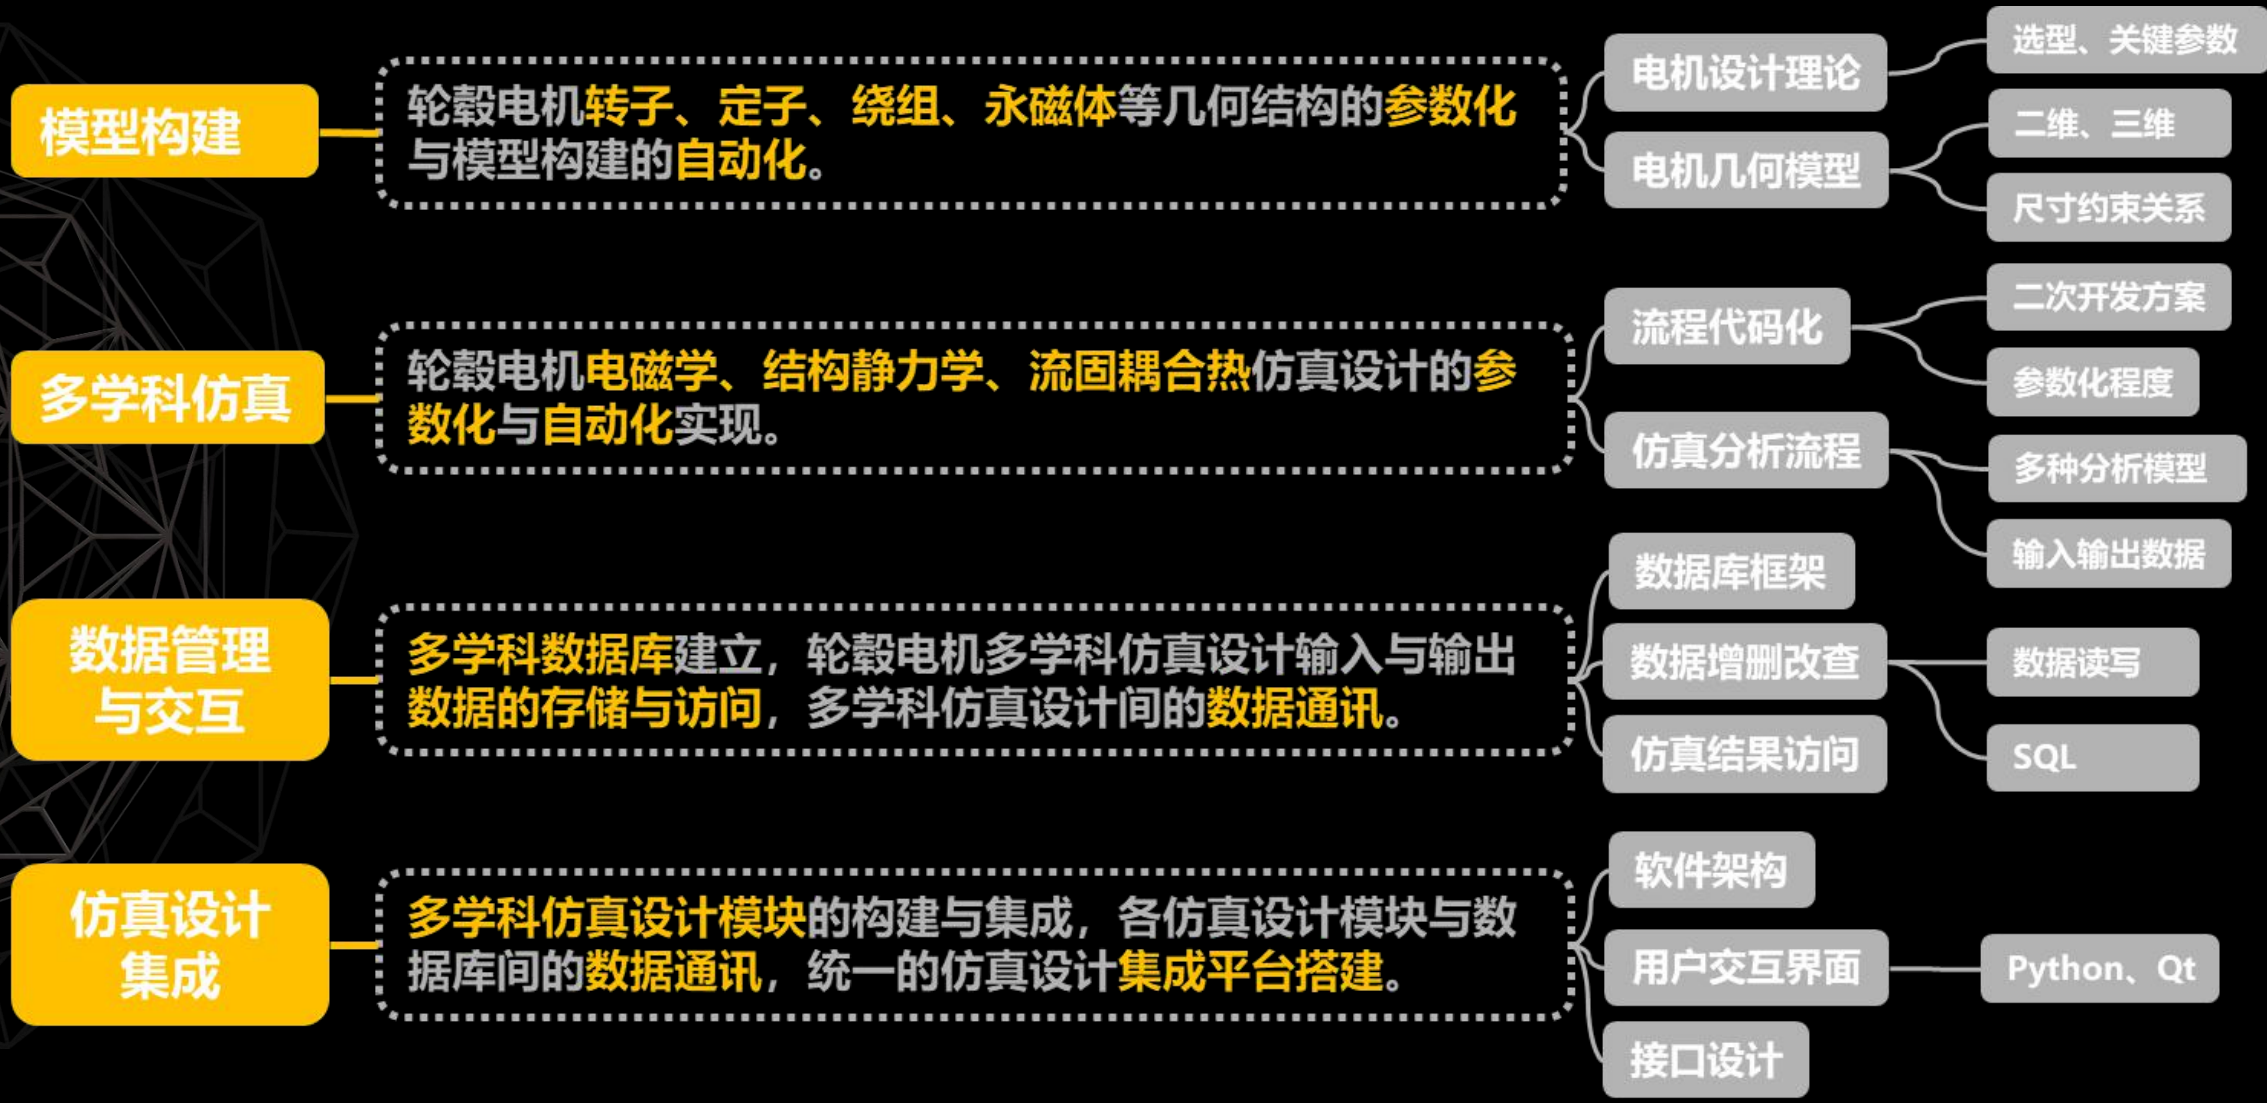 模型构建
轮毂电机转子、定子、绕组、永磁体等几何结构的参数化
与模型构建的自动化。
电机设计理论
选型、关键参数
电机几何模型
二维、三维
尺寸约束关系
多学科仿真
轮毂电机电磁学、结构静力学、流固耦合热仿真设计的参
数化与自动化实现。
流程代码化
二次开发方案
参数化程度
仿真分析流程
多种分析模型
输入输出数据
数据管理
与交互
多学科数据库建立，轮毂电机多学科仿真设计输入与输出
数据的存储与访问，多学科仿真设计间的数据通讯。
数据库框架
数据增删改查
数据读写
SQL
仿真结果访问
仿真设计
集成
多学科仿真设计模块的构建与集成，各仿真设计模块与数
据库间的数据通讯，统一的仿真设计集成平台搭建。
软件架构
用户交互界面
Python、Qt
接口设计